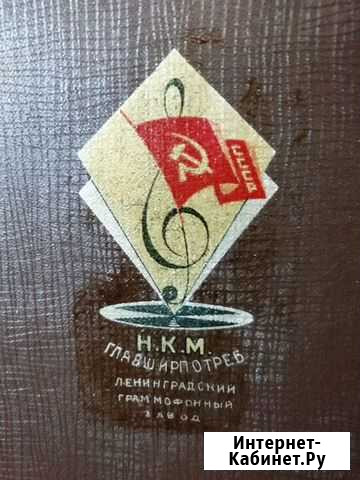 СССР
Н.К.М.
ГЛАВШИРПОТРЕБ
ЛЕНИНГРАДСКИЙ
ГРАММОФОННЫЙ
ЗАВОД
Интернет-
Кабинет.Ру